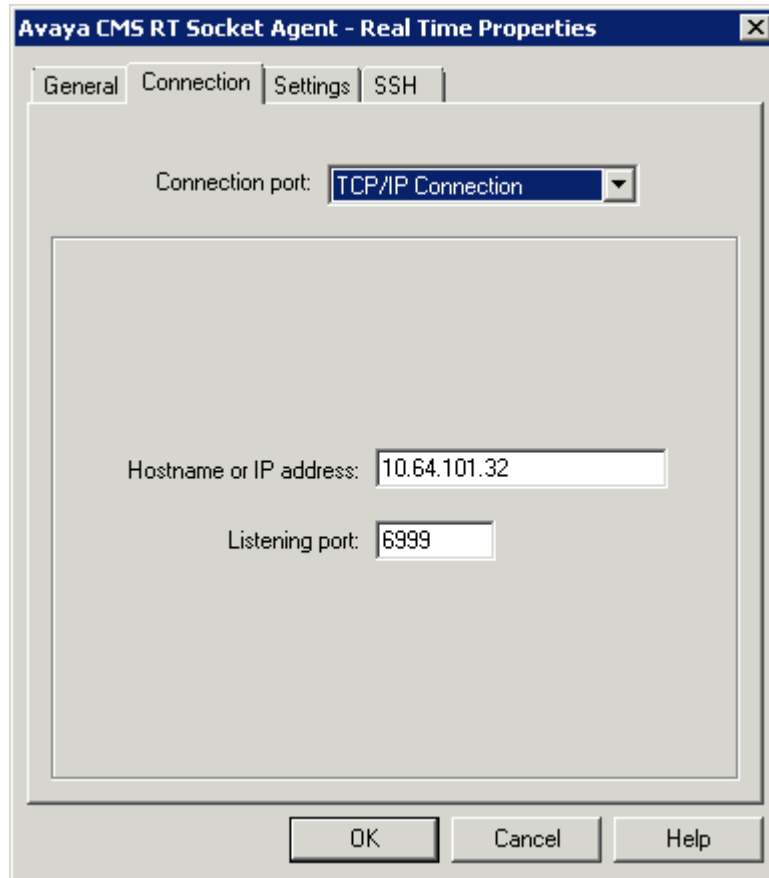 Avaya CMS RT Socket Agent - Real Time Properties
General Connection Settings SSH
Connection port: TCP/IP Connection
Hostname or IP address: 10.64.101.32
Listening port: 6999
OK Cancel Help